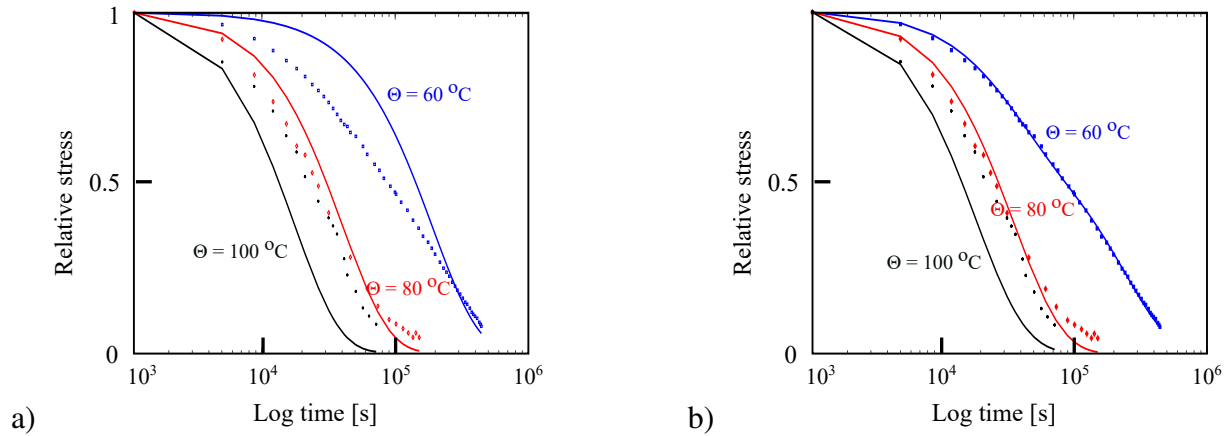 1
Θ = 60 °C
0.5
Relative stress
Θ = 100 °C
Θ = 80 °C
0
10³ 10⁴ 10⁵ 10⁶
Log time [s]
a)
1
Θ = 60 °C
0.5
Relative stress
Θ = 80 °C
Θ = 100 °C
0
10³ 10⁴ 10⁵ 10⁶
Log time [s]
b)